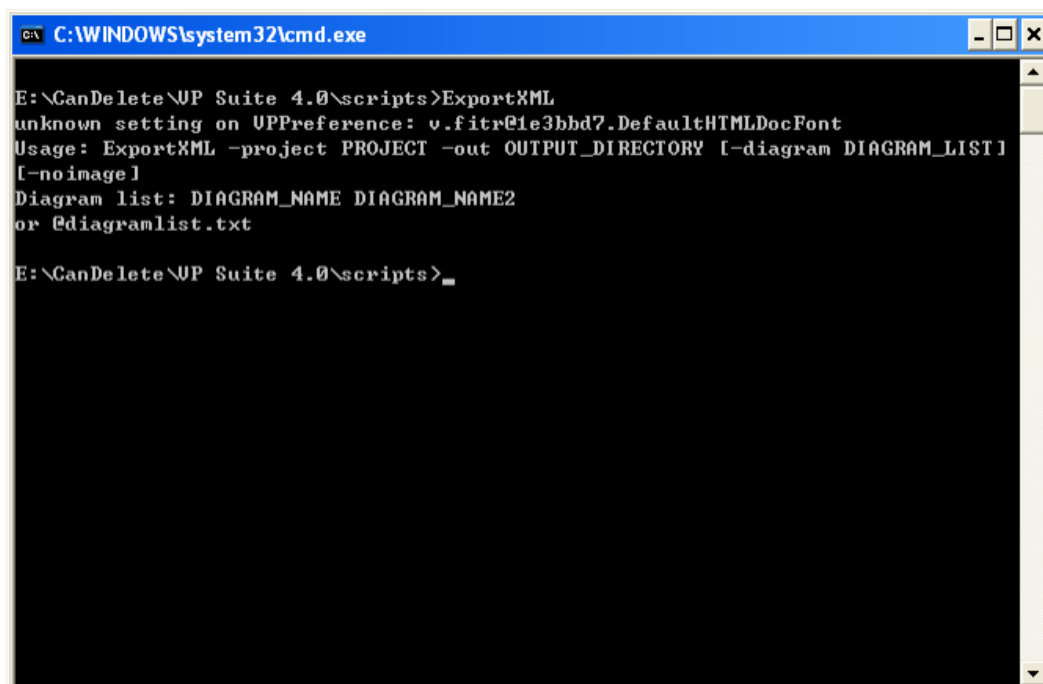 C:\WINDOWS\system32\cmd.exe
E:\CanDelete\VP Suite 4.0\scripts>ExportXML
unknown setting on VPPreference: v.fitr@1e3bbd7.DefaultHTMLDocFont
Usage: ExportXML -project PROJECT -out OUTPUT_DIRECTORY [-diagram DIAGRAM_LIST]
[-noimage]
Diagram list: DIAGRAM_NAME DIAGRAM_NAME2
or @diagramlist.txt
E:\CanDelete\VP Suite 4.0\scripts>_